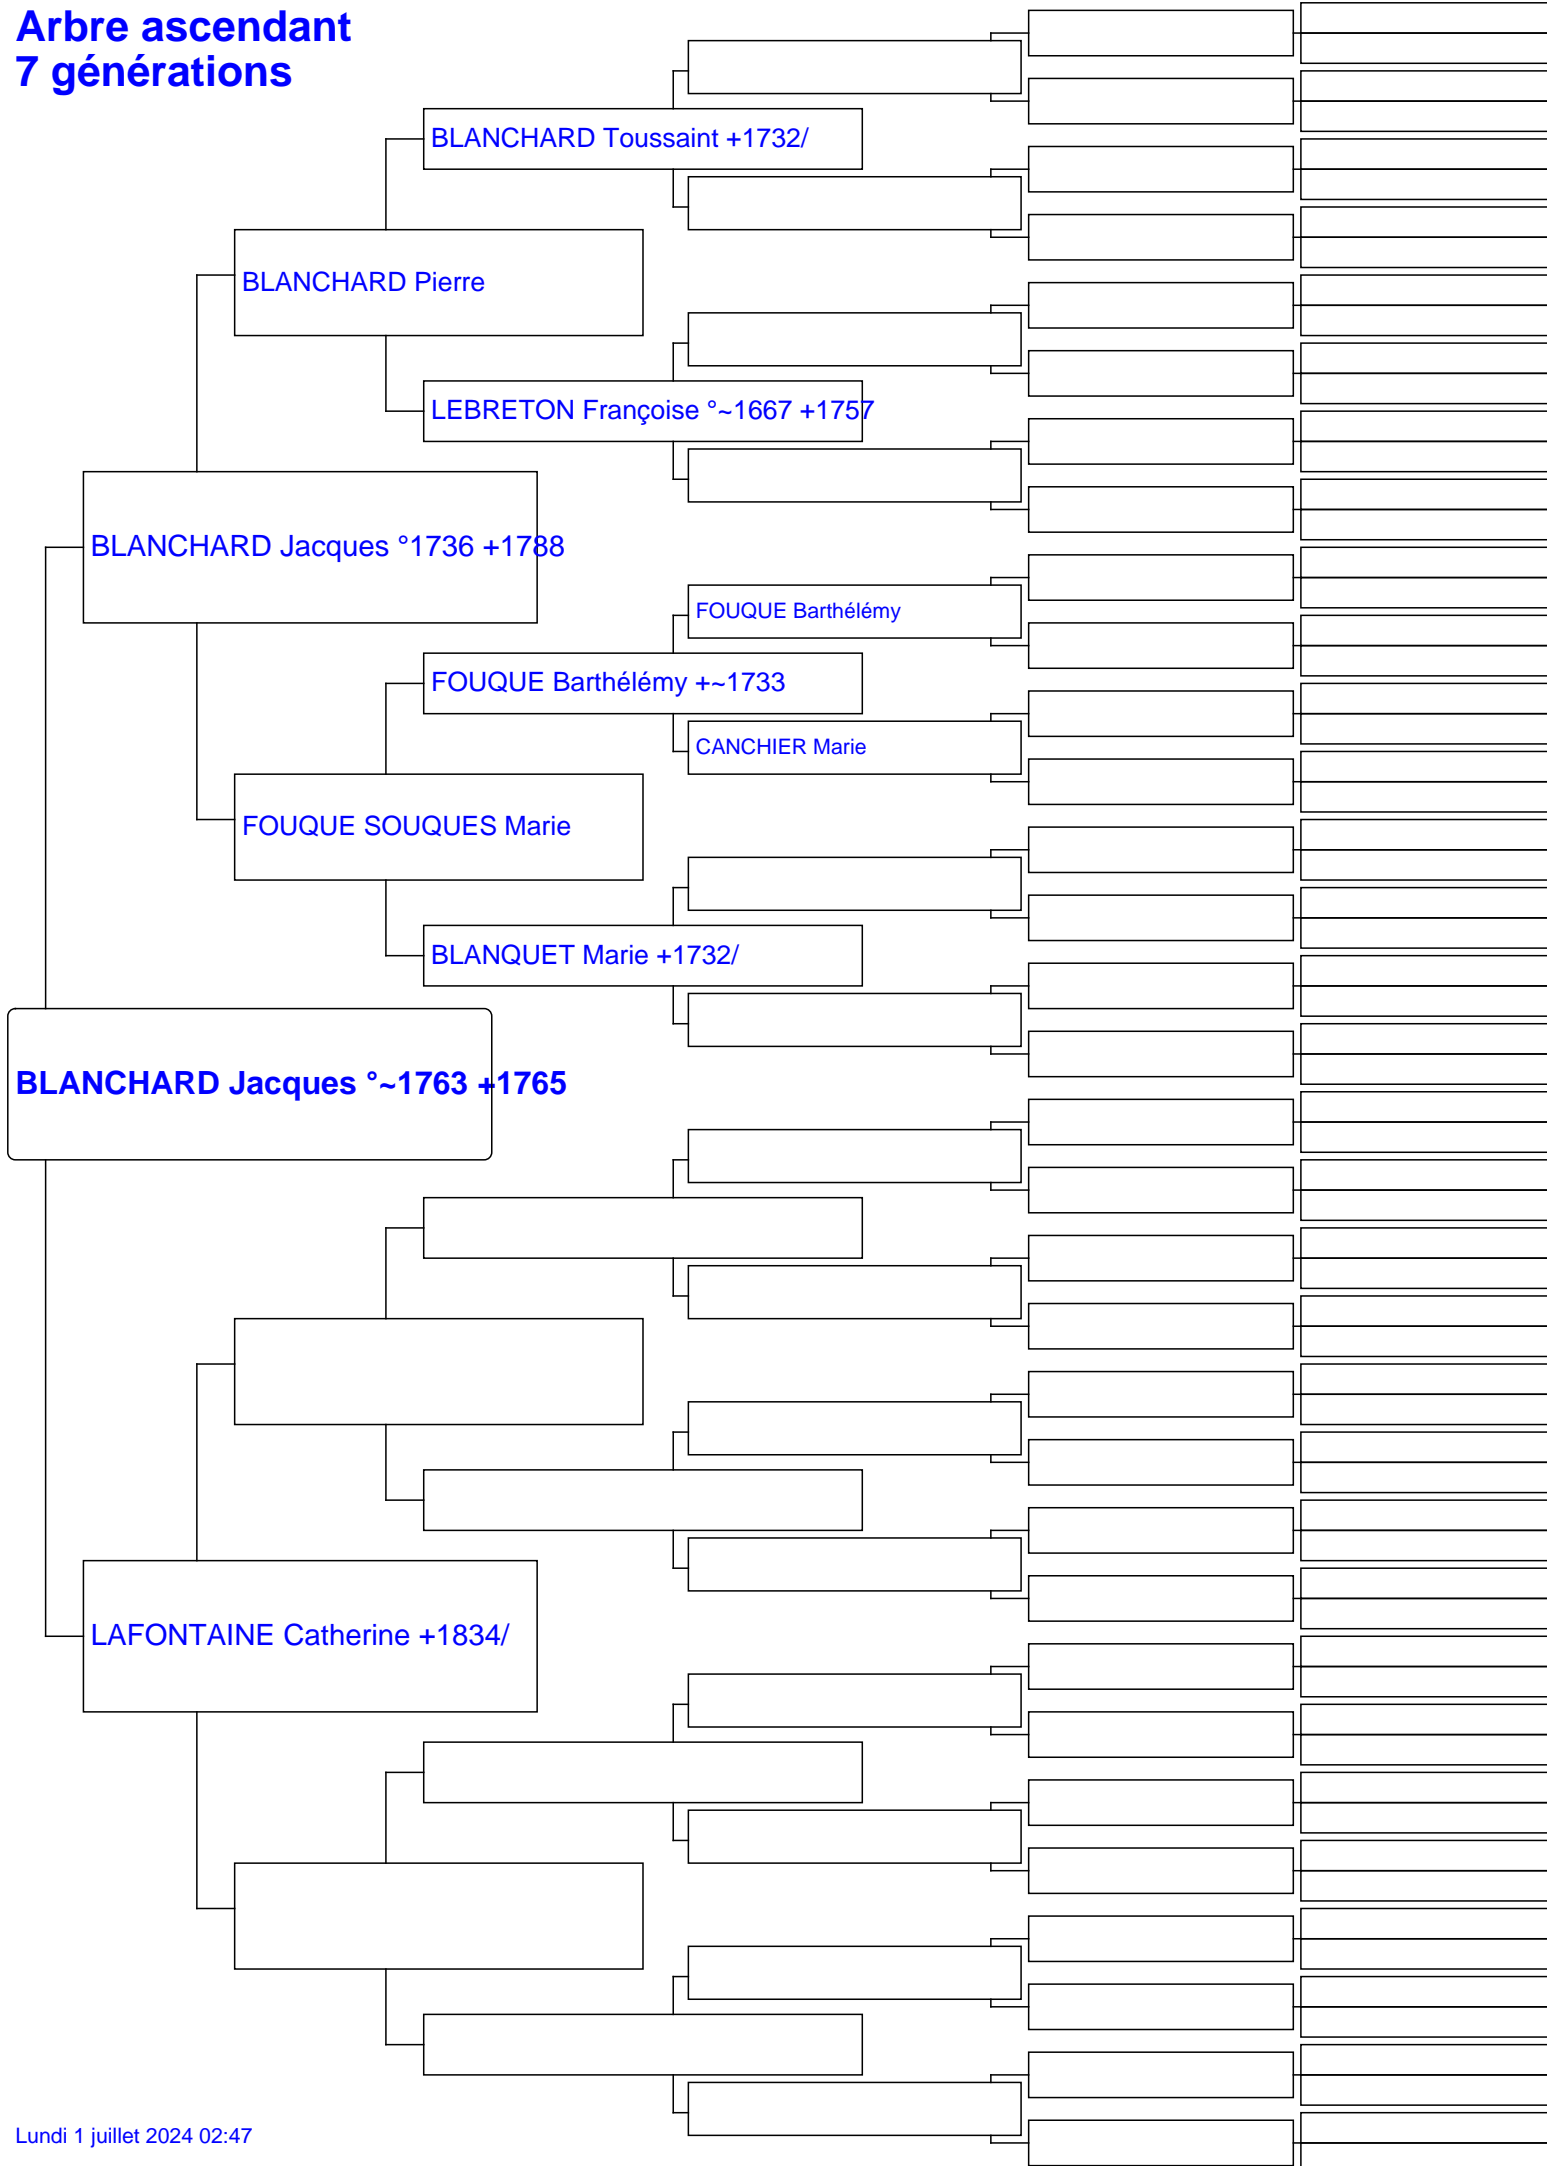 Arbre ascendant
7 générations
BLANCHARD Toussaint +1732/
BLANCHARD Pierre
LEBRETON Françoise °~1667 +1757
BLANCHARD Jacques °1736 +1788
FOUQUE Barthélémy
FOUQUE Barthélémy +~1733
CANCHIER Marie
FOUQUE SOUQUES Marie
BLANQUET Marie +1732/
BLANCHARD Jacques °~1763 +1765
LAFONTAINE Catherine +1834/
Lundi 1 juillet 2024 02:47